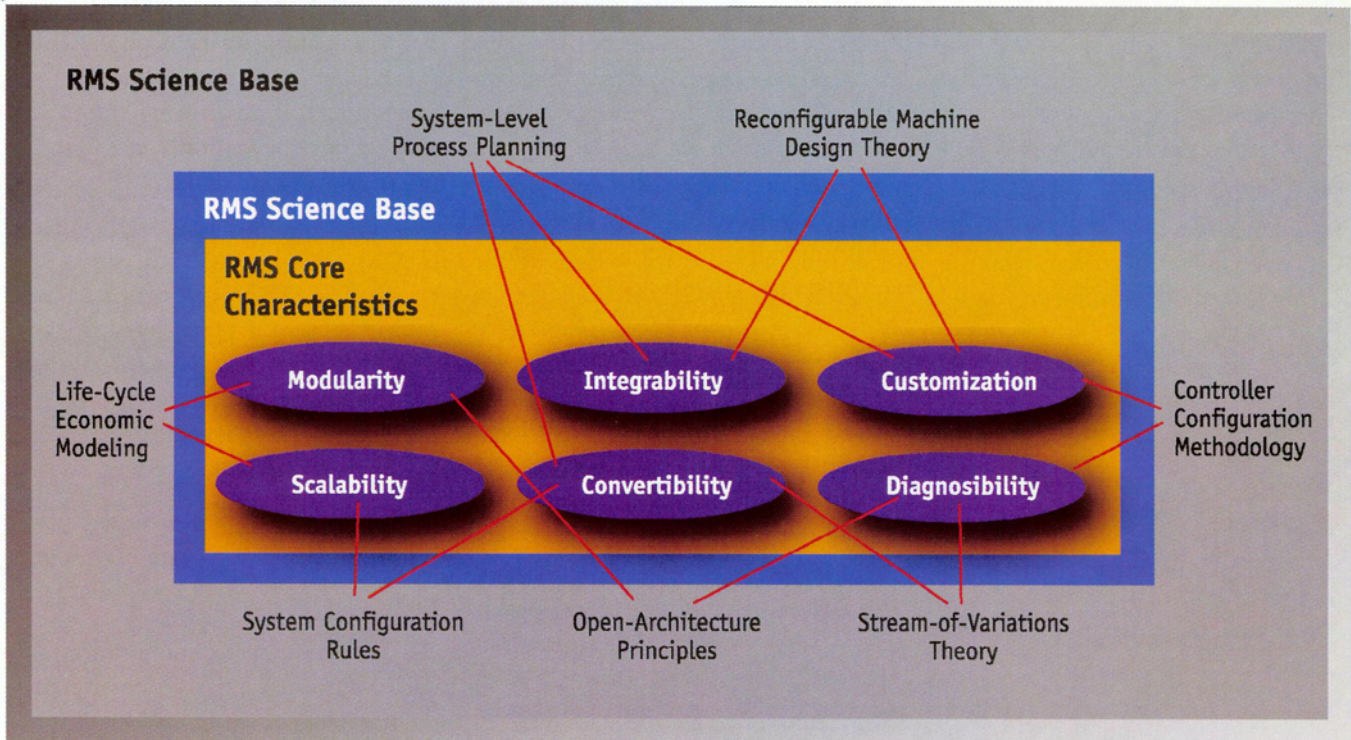 RMS Science Base
System-Level
Process Planning
Reconfigurable Machine
Design Theory
RMS Science Base
RMS Core
Characteristics
Modularity
Integrability
Customization
Life-Cycle
Economic
Modeling
Controller
Configuration
Methodology
Scalability
Convertibility
Diagnosibility
System Configuration
Rules
Open-Architecture
Principles
Stream-of-Variations
Theory